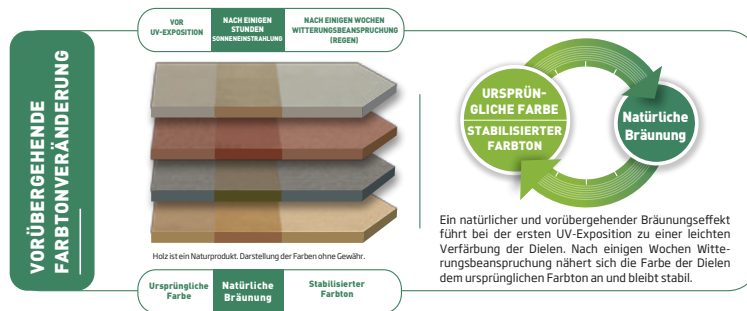 VORÜBERGEHENDE
FARBTONVERÄNDERUNG
VOR
UV-EXPOSITION
NACH EINIGEN
STUNDEN
SONNENEINSTRAHLUNG
NACH EINIGEN WOCHEN
WITTERUNGSBEANSPRUCHUNG
(REGEN)
Holz ist ein Naturprodukt. Darstellung der Farben ohne Gewähr.
Ursprüngliche
Farbe
Natürliche
Bräunung
Stabilisierter
Farbton
URSPRÜN-
GLICHE FARBE
STABILISIERTER
FARBTON
Natürliche
Bräunung
Ein natürlicher und vorübergehender Bräunungseffekt
führt bei der ersten UV-Exposition zu einer leichten
Verfärbung der Dielen. Nach einigen Wochen Witte-
rungsbeanspruchung nähert sich die Farbe der Dielen
dem ursprünglichen Farbton an und bleibt stabil.